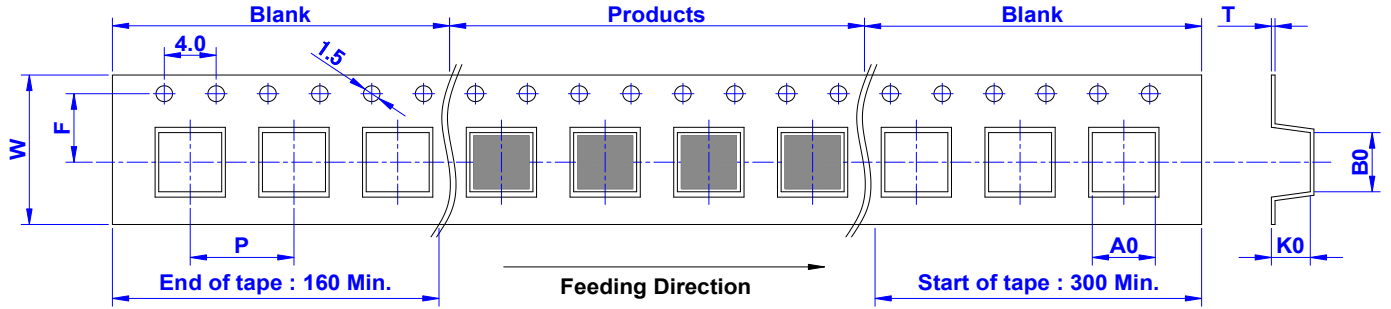 Blank
Products
Blank
T
4.0
1.5
F
W
B0
P
A0
K0
End of tape : 160 Min.
Feeding Direction
Start of tape : 300 Min.